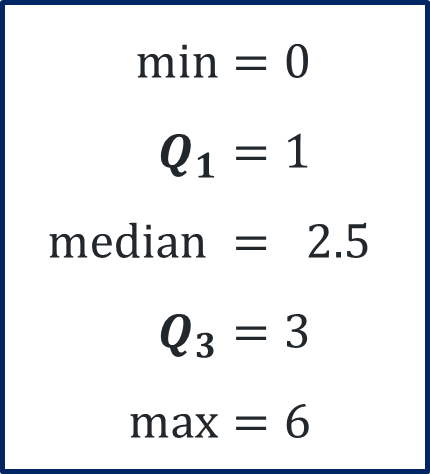 min = 0
Q₁ = 1
median = 2.5
Q₃ = 3
max = 6